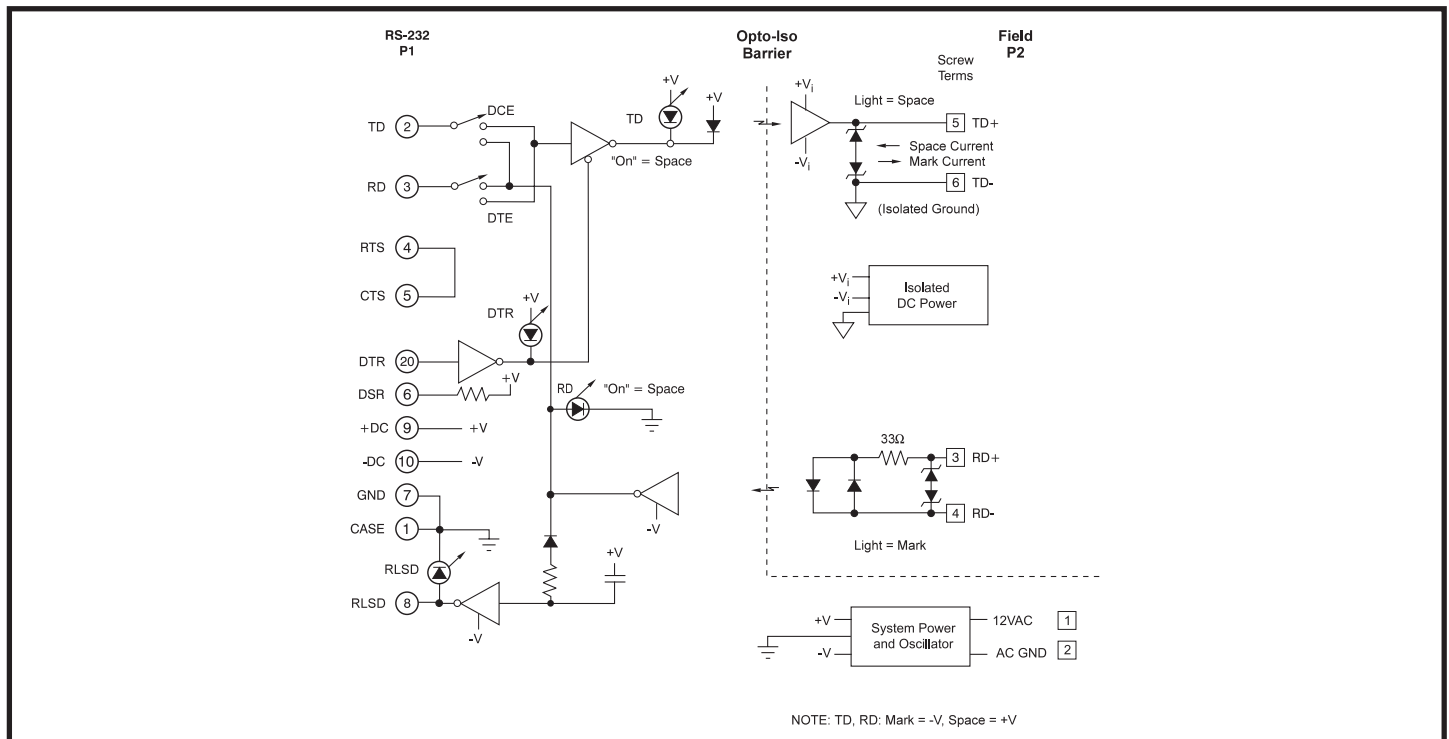 RS-232
P1
Opto-Iso
Barrier
Field
P2
Screw
Terms
TD 2
DCE
+V
TD
+V
"On" = Space
RD 3
DTE
RTS 4
CTS 5
DTR 20
DTR
+V
DSR 6
+V
RD
"On" = Space
+DC 9 +V
-DC 10 -V
GND 7
CASE 1
RLSD
RLSD 8
-V
-V
+V
+Vi
-Vi
Light = Space
5 TD+
Space Current
Mark Current
6 TD-
(Isolated Ground)
+Vi
-Vi
Isolated
DC Power
33Ω
3 RD+
4 RD-
Light = Mark
+V
-V
System Power
and Oscillator
12VAC 1
AC GND 2
NOTE: TD, RD: Mark = -V, Space = +V